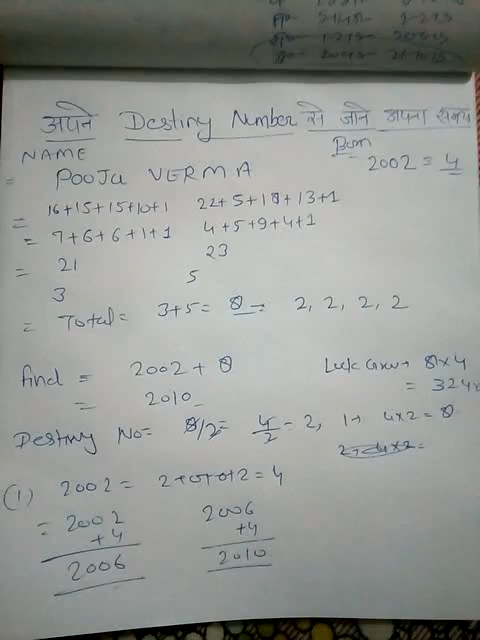 अपने Destiny Number से जाने अपना समय
NAME
Born
2002 = 4
= POOJa VERMA
= 16+15+15+10+1 22+5+18+13+1
= 7+6+6+1+1 4+5+9+4+1
= 21 23
3 5
= Total = 3+5 = 8 → 2, 2, 2, 2
find = 2002 + 8
= 2010
8×4
= 32
Destiny No = 8/2 = 4/2 = 2, 1→ 4×2 = 8
(1) 2002 = 2+0+0+2 = 4
= 2002 2006
+4 +4
2006 2010